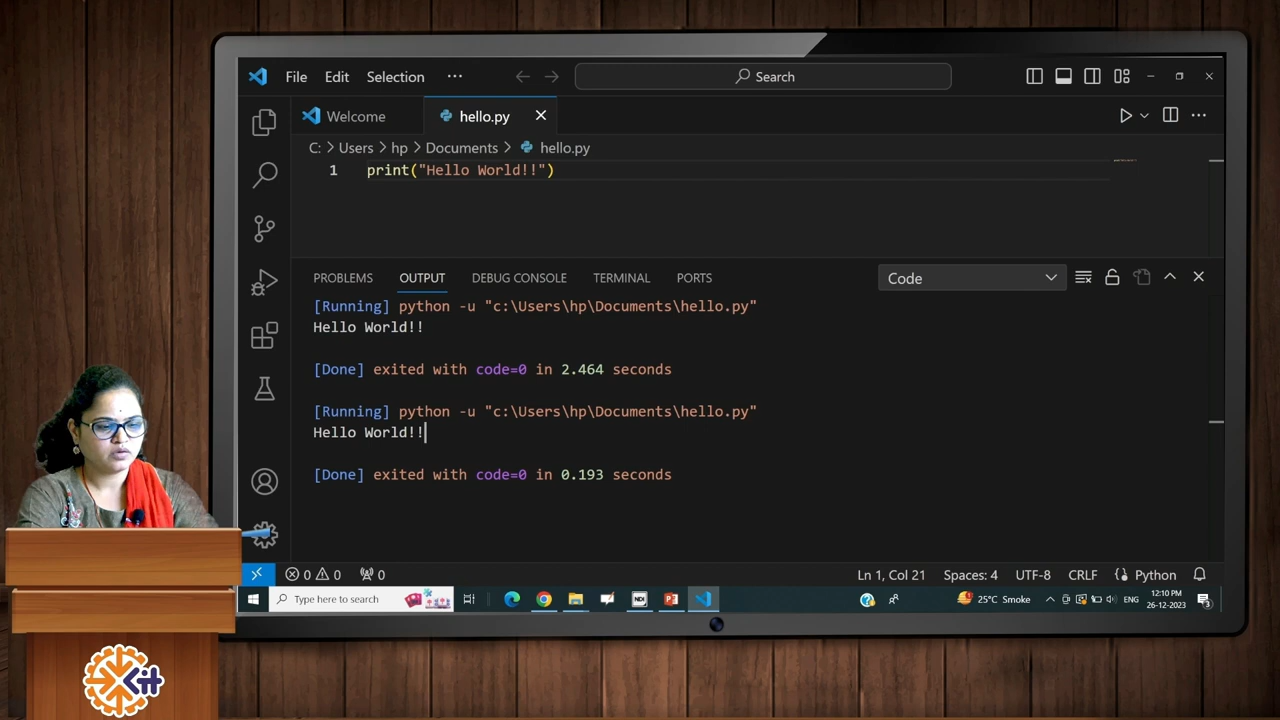 File Edit Selection ··· Search
Welcome hello.py
C: > Users > hp > Documents > hello.py
1 print("Hello World!!")
PROBLEMS OUTPUT DEBUG CONSOLE TERMINAL PORTS Code
[Running] python -u "c:\Users\hp\Documents\hello.py"
Hello World!!
[Done] exited with code=0 in 2.464 seconds
[Running] python -u "c:\Users\hp\Documents\hello.py"
Hello World!!
[Done] exited with code=0 in 0.193 seconds
0 0 0 Ln 1, Col 21 Spaces: 4 UTF-8 CRLF Python
Type here to search NDI 25°C Smoke ENG 12:10 PM
26-12-2023 3